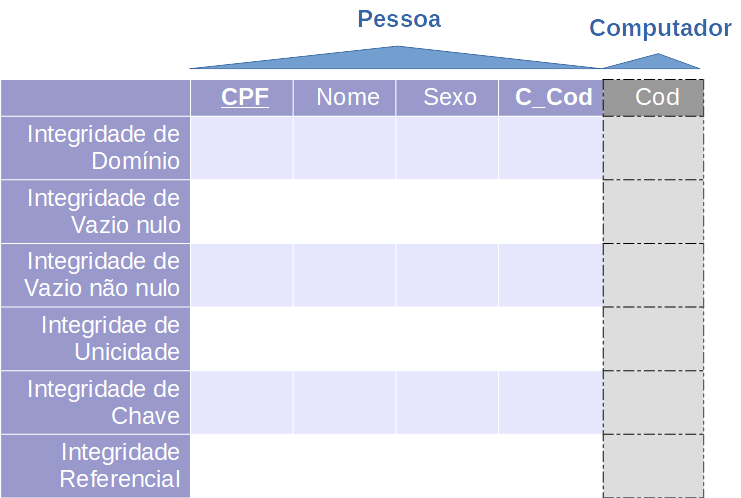 Pessoa
Computador
CPF
Nome
Sexo
C_Cod
Cod
Integridade de
Domínio
Integridade de
Vazio nulo
Integridade de
Vazio não nulo
Integridae de
Unicidade
Integridade de
Chave
Integridade
Referencial